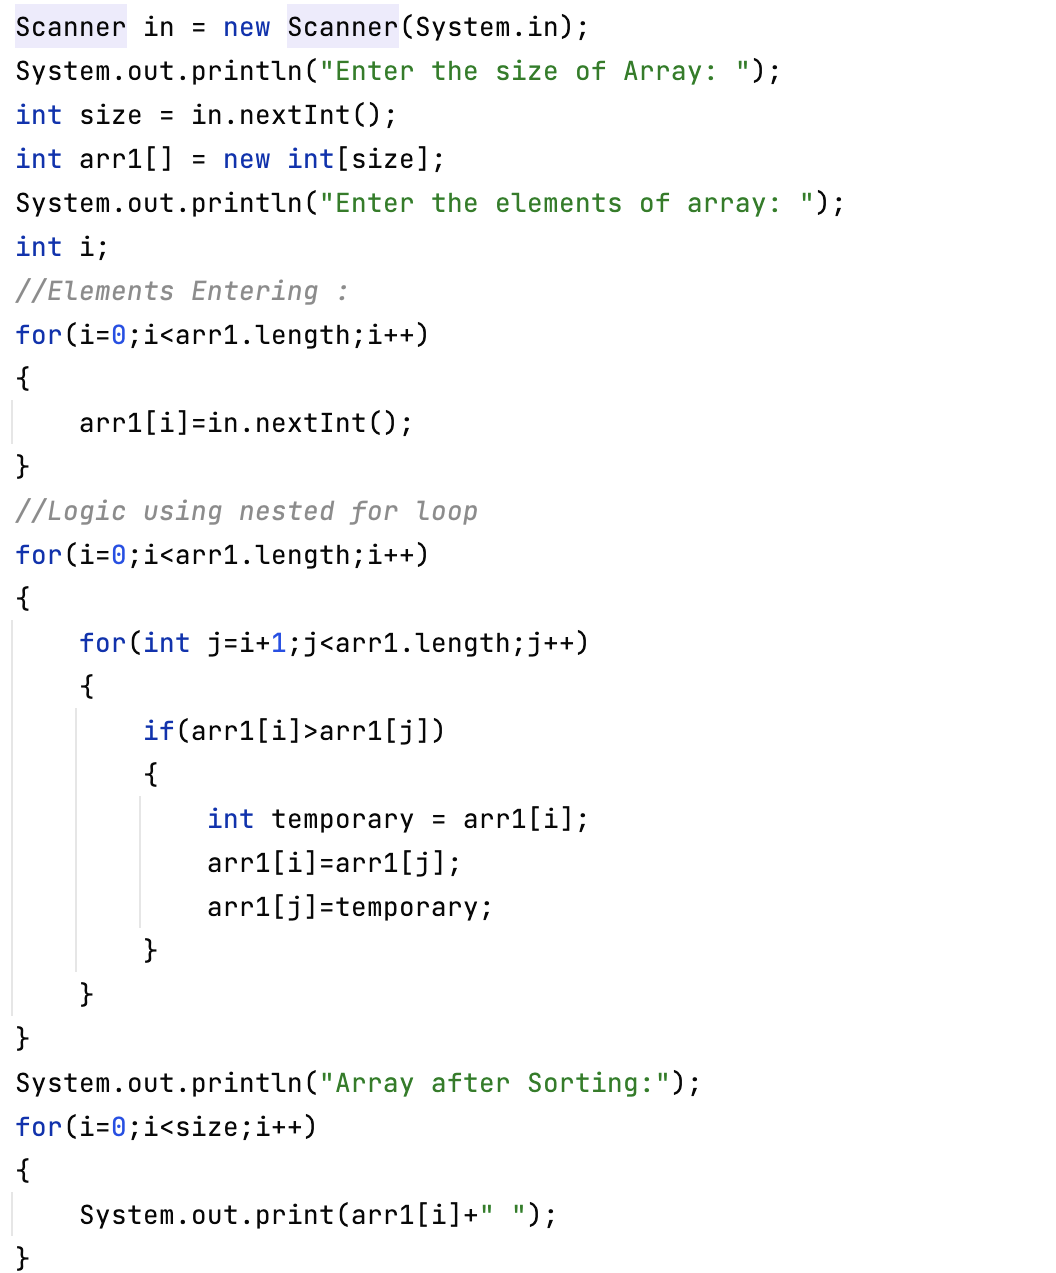 Scanner in = new Scanner(System.in);
System.out.println("Enter the size of Array: ");
int size = in.nextInt();
int arr1[] = new int[size];
System.out.println("Enter the elements of array: ");
int i;
//Elements Entering :
for(i=0;i<arr1.length;i++)
{
    arr1[i]=in.nextInt();
}
//Logic using nested for loop
for(i=0;i<arr1.length;i++)
{
    for(int j=i+1;j<arr1.length;j++)
    {
        if(arr1[i]>arr1[j])
        {
            int temporary = arr1[i];
            arr1[i]=arr1[j];
            arr1[j]=temporary;
        }
    }
}
System.out.println("Array after Sorting:");
for(i=0;i<size;i++)
{
    System.out.print(arr1[i]+" ");
}